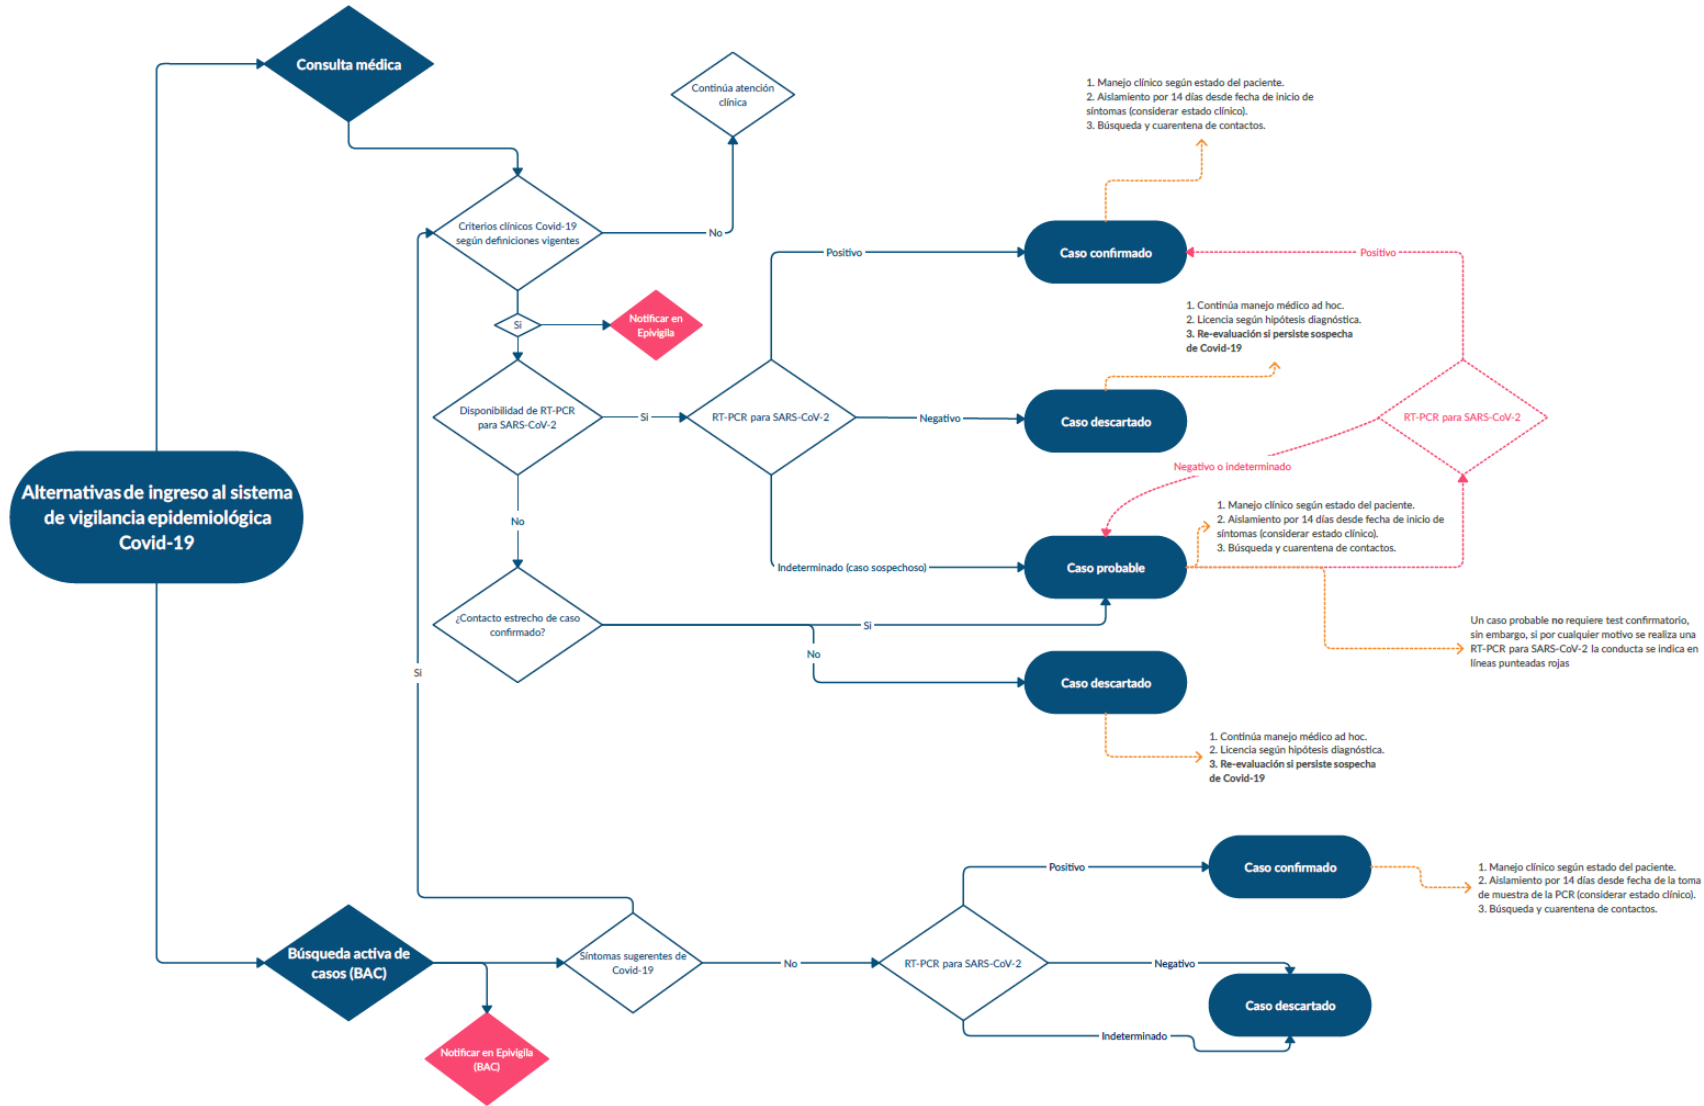 Consulta médica
Continúa atención
clínica
1. Manejo clínico según estado del paciente.
2. Aislamiento por 14 días desde fecha de inicio de
síntomas (considerar estado clínico).
3. Búsqueda y cuarentena de contactos.
Criterios clínicos Covid-19
según definiciones vigentes
No
Positivo
Caso confirmado
Positivo
Si
Notificar en
Epivigila
1. Continúa manejo médico ad hoc.
2. Licencia según hipótesis diagnóstica.
3. Re-evaluación si persiste sospecha
de Covid-19
Disponibilidad de RT-PCR
para SARS-CoV-2
Si
RT-PCR para SARS-CoV-2
Negativo
Caso descartado
RT-PCR para SARS-CoV-2
Negativo o indeterminado
Alternativas de ingreso al sistema
de vigilancia epidemiológica
Covid-19
No
1. Manejo clínico según estado del paciente.
2. Aislamiento por 14 días desde fecha de inicio de
síntomas (considerar estado clínico).
3. Búsqueda y cuarentena de contactos.
Indeterminado (caso sospechoso)
Caso probable
¿Contacto estrecho de caso
confirmado?
Si
No
Un caso probable no requiere test confirmatorio,
sin embargo, si por cualquier motivo se realiza una
RT-PCR para SARS-CoV-2 la conducta se indica en
líneas punteadas rojas
Si
Caso descartado
1. Continúa manejo médico ad hoc.
2. Licencia según hipótesis diagnóstica.
3. Re-evaluación si persiste sospecha
de Covid-19
Positivo
Caso confirmado
1. Manejo clínico según estado del paciente.
2. Aislamiento por 14 días desde fecha de la toma
de muestra de la PCR (considerar estado clínico).
3. Búsqueda y cuarentena de contactos.
Búsqueda activa de
casos (BAC)
Síntomas sugerentes de
Covid-19
No
RT-PCR para SARS-CoV-2
Negativo
Caso descartado
Indeterminado
Notificar en Epivigila
(BAC)